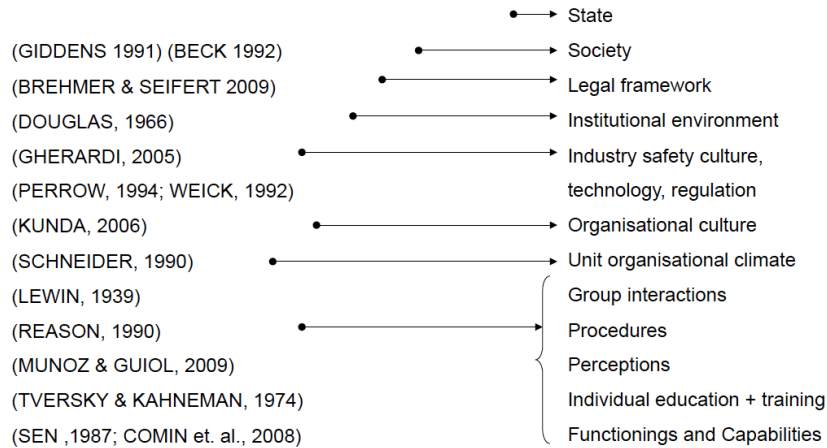 State
(GIDDENS 1991) (BECK 1992) Society
(BREHMER & SEIFERT 2009) Legal framework
(DOUGLAS, 1966) Institutional environment
(GHERARDI, 2005) Industry safety culture,
(PERROW, 1994; WEICK, 1992) technology, regulation
(KUNDA, 2006) Organisational culture
(SCHNEIDER, 1990) Unit organisational climate
(LEWIN, 1939) Group interactions
(REASON, 1990) Procedures
(MUNOZ & GUIOL, 2009) Perceptions
(TVERSKY & KAHNEMAN, 1974) Individual education + training
(SEN ,1987; COMIN et. al., 2008) Functionings and Capabilities